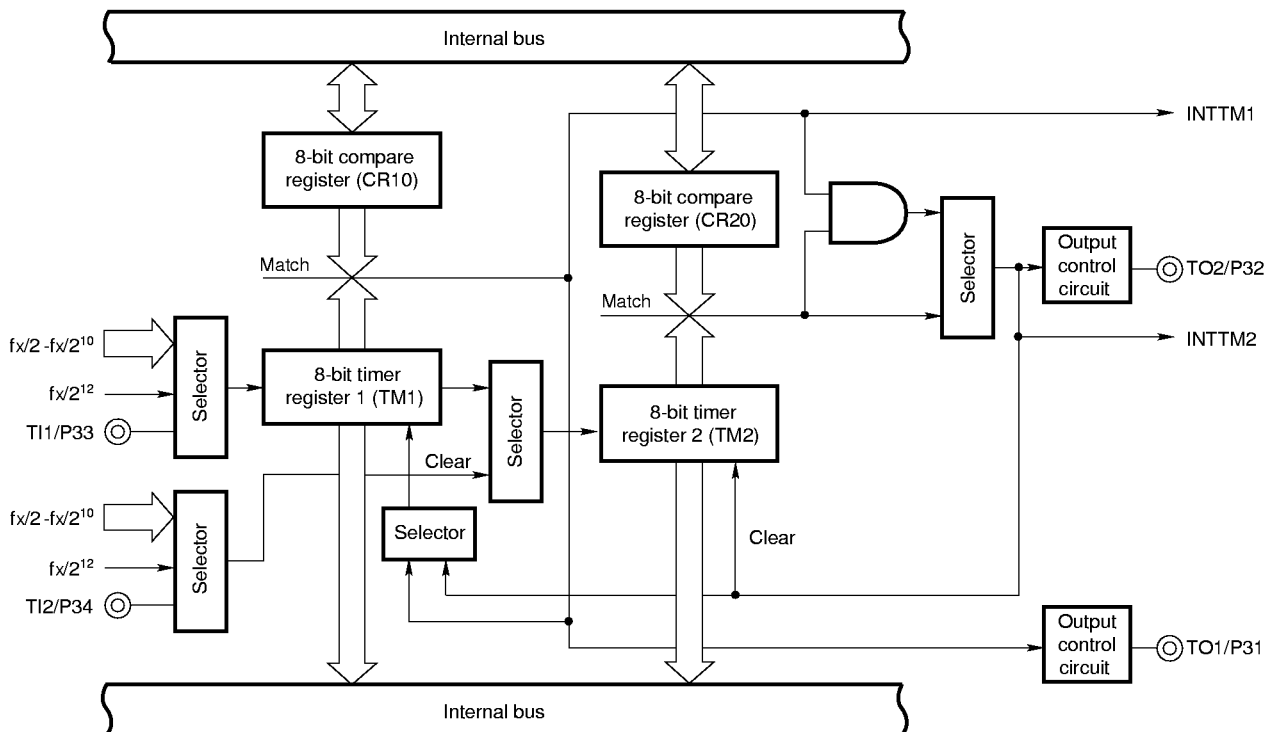 Internal bus
INTTM1
8-bit compare
register (CR10)
8-bit compare
register (CR20)
Selector
Output
control
circuit
TO2/P32
Match
Match
INTTM2
fx/2 -fx/2¹⁰
fx/2¹²
TI1/P33
Selector
8-bit timer
register 1 (TM1)
Selector
8-bit timer
register 2 (TM2)
Clear
fx/2 -fx/2¹⁰
fx/2¹²
TI2/P34
Selector
Selector
Clear
Output
control
circuit
TO1/P31
Internal bus